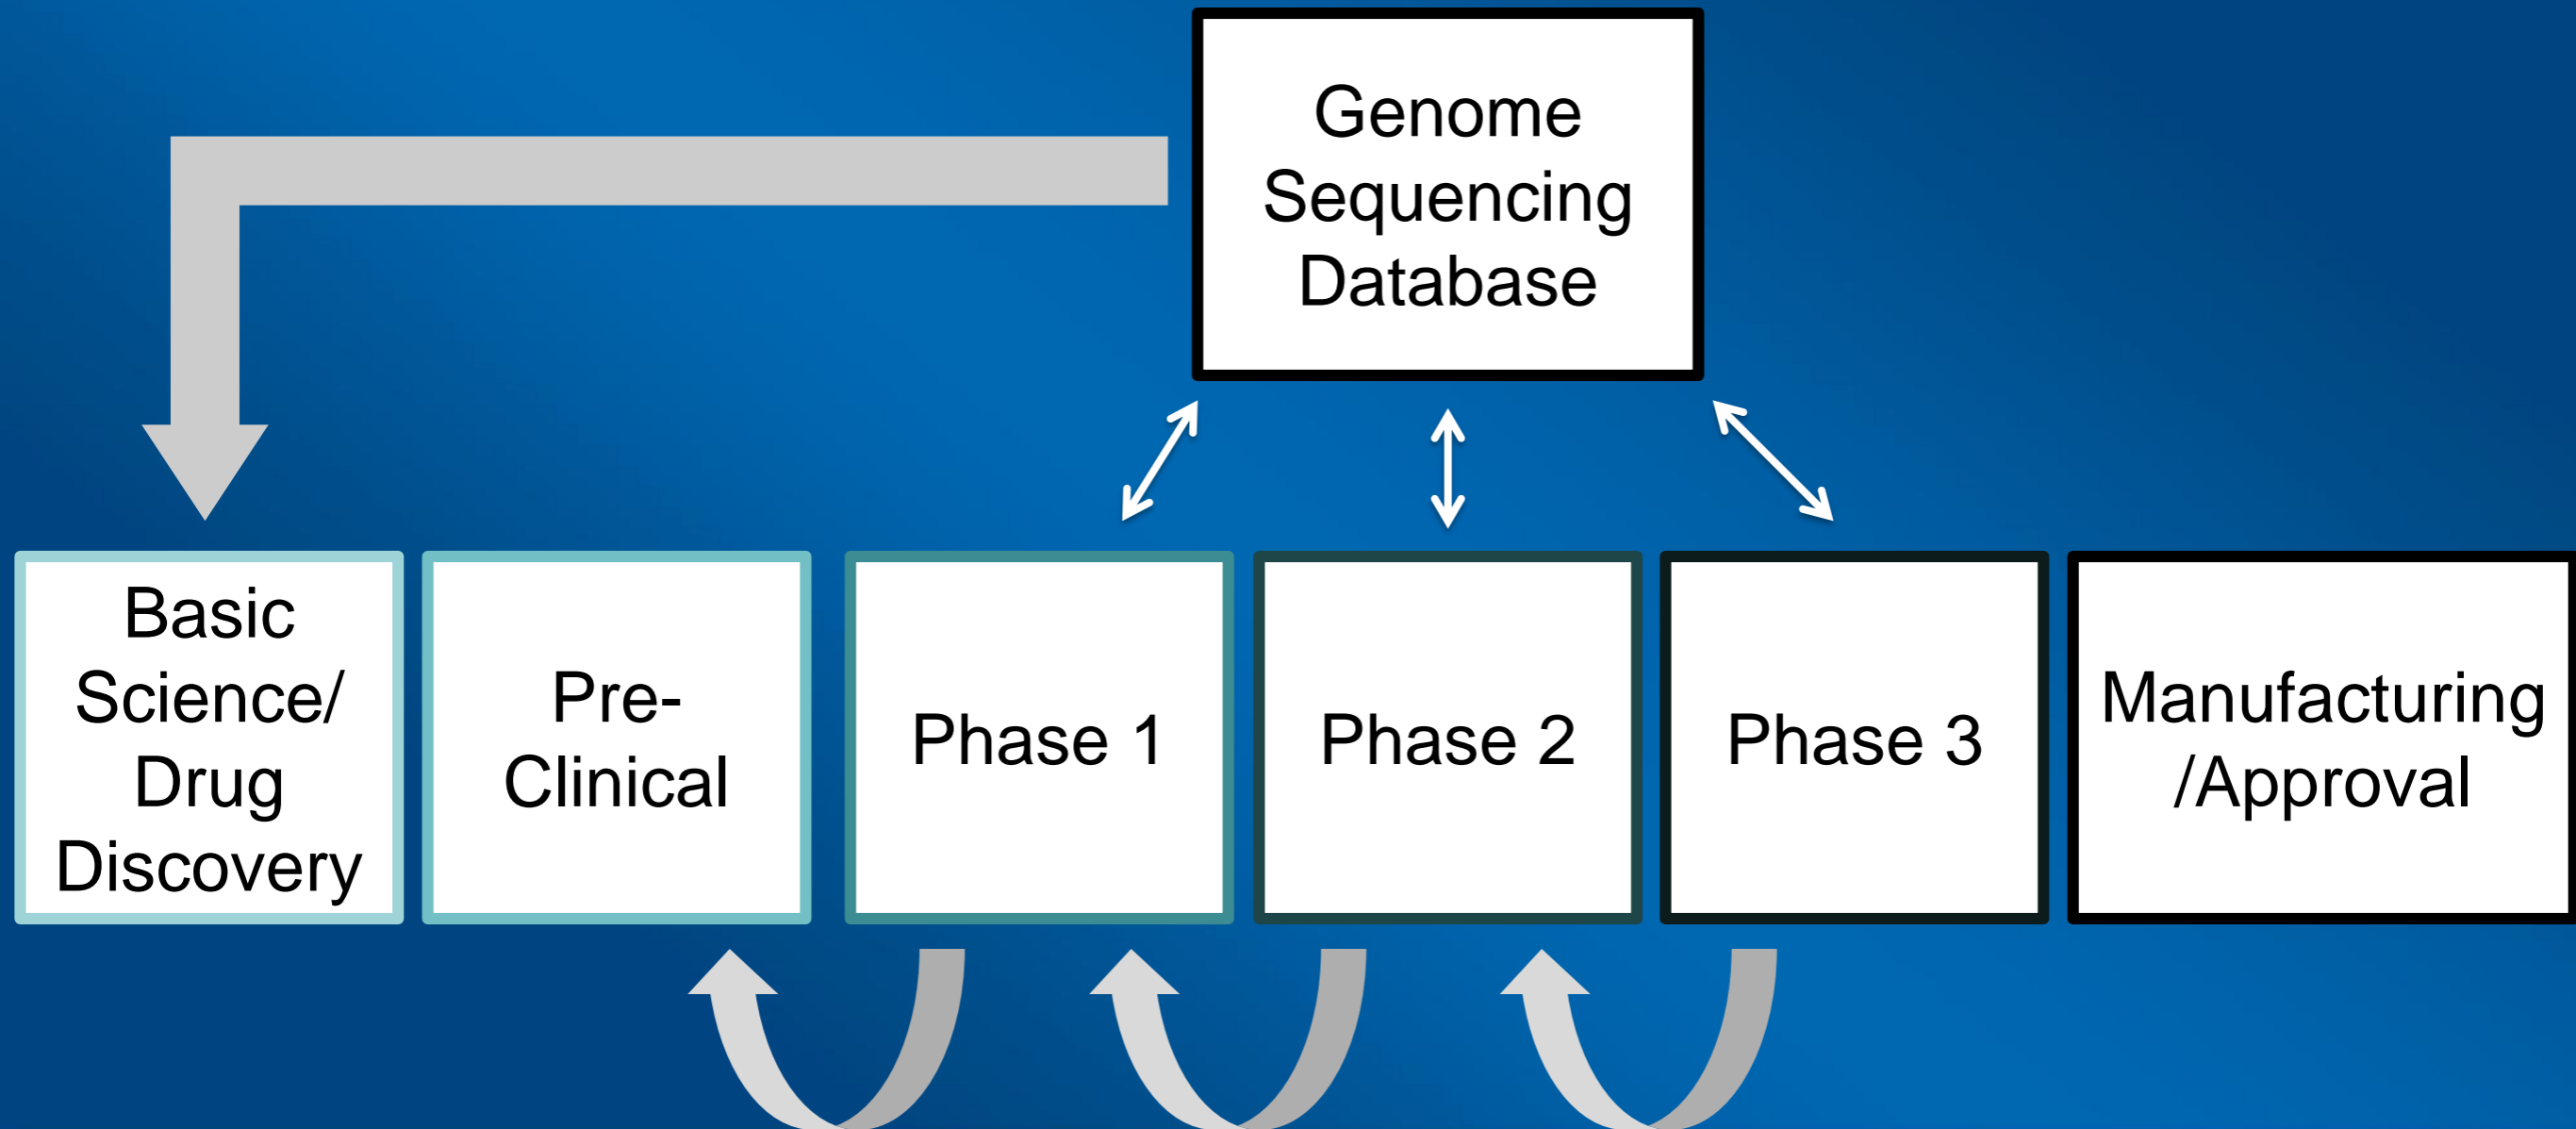 Genome
Sequencing
Database
Basic
Science/
Drug
Discovery
Pre-
Clinical
Phase 1
Phase 2
Phase 3
Manufacturing
/Approval